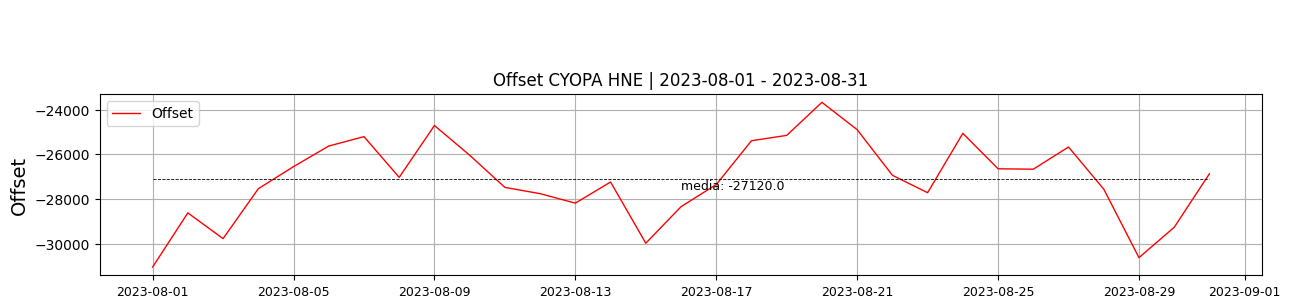 Offset CYOPA HNE | 2023-08-01 - 2023-08-31
Offset
−24000
−26000
−28000
−30000
Offset
media: -27120.0
2023-08-01 2023-08-05 2023-08-09 2023-08-13 2023-08-17 2023-08-21 2023-08-25 2023-08-29 2023-09-01